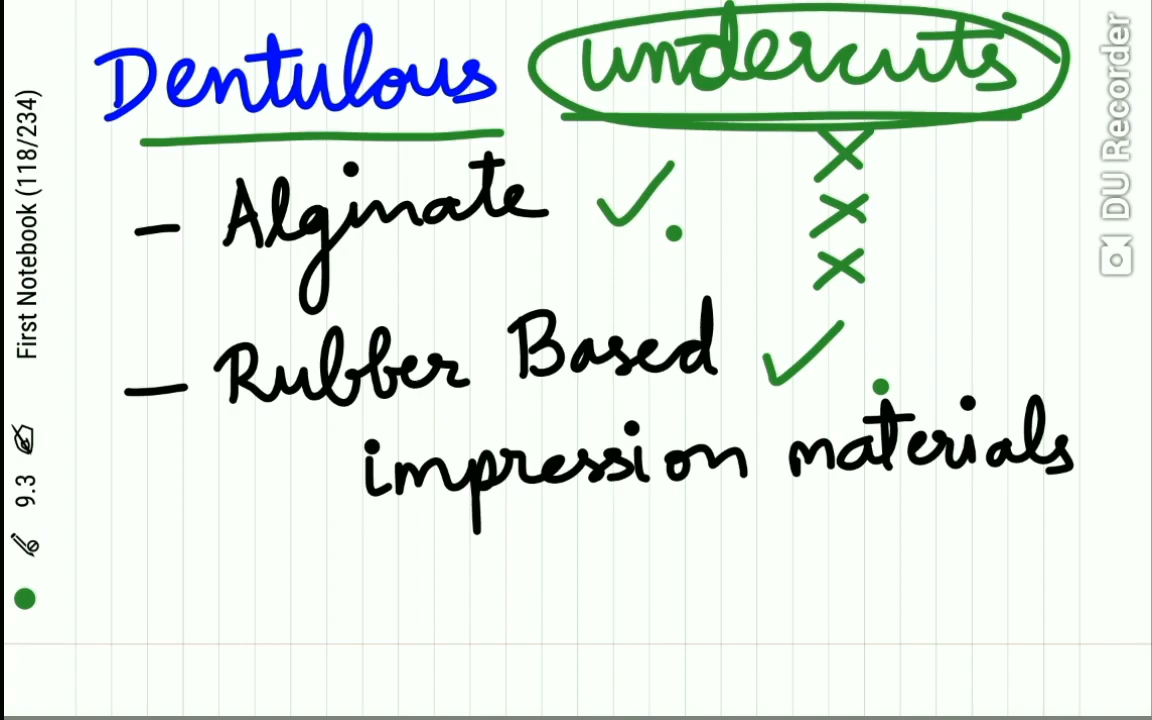 Dentulous undercuts
- Alginate ✓.
X
X
X
- Rubber Based ✓.
impression materials
First Notebook (118/234)
9.3
DU Recorder